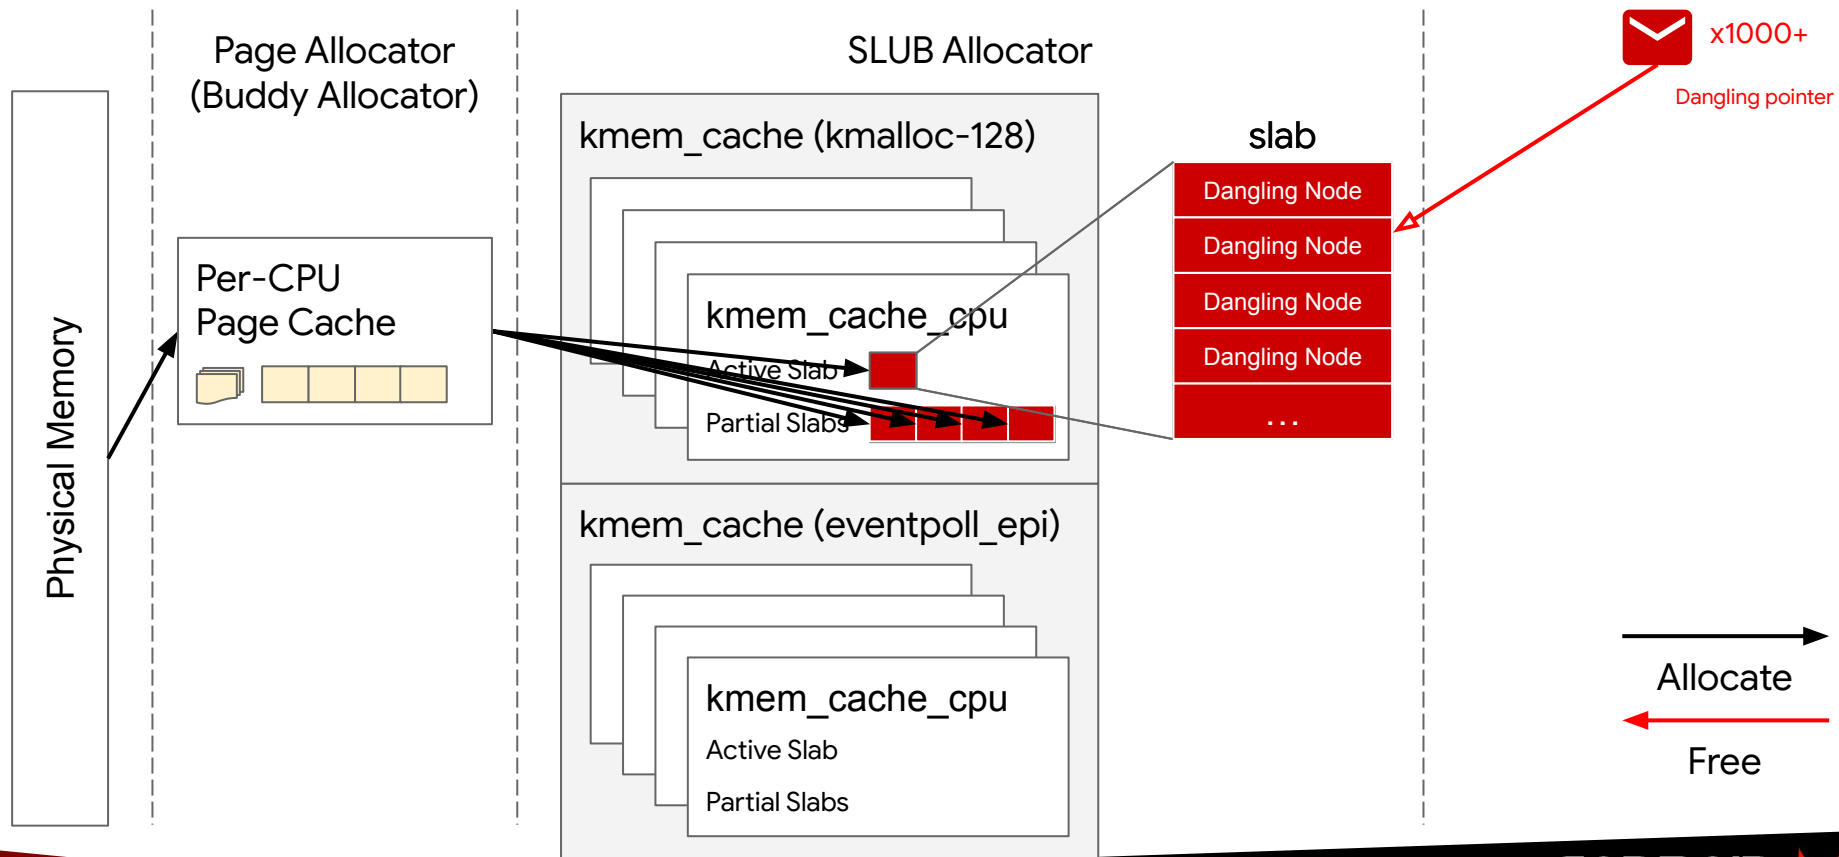 Page Allocator
(Buddy Allocator)
SLUB Allocator
x1000+
Dangling pointer
Physical Memory
Per-CPU
Page Cache
kmem_cache (kmalloc-128)
kmem_cache_cpu
Active Slab
Partial Slabs
slab
Dangling Node
Dangling Node
Dangling Node
Dangling Node
...
kmem_cache (eventpoll_epi)
kmem_cache_cpu
Active Slab
Partial Slabs
Allocate
Free